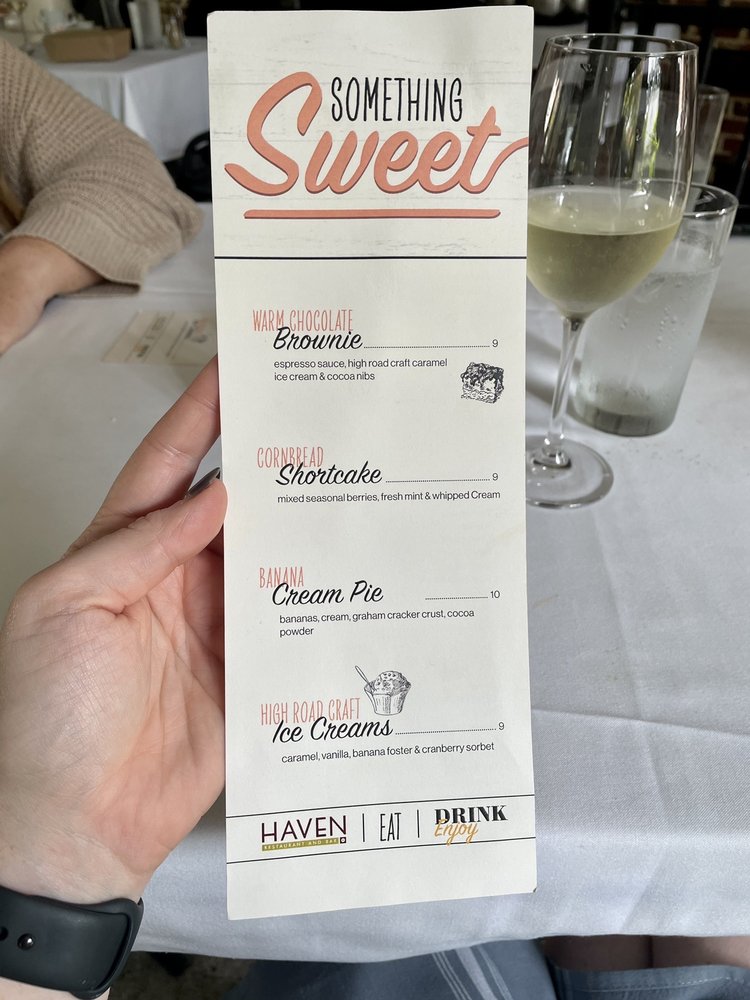 SOMETHING
Sweet
WARM CHOCOLATE
Brownie 9
espresso sauce, high road craft caramel
ice cream & cocoa nibs
CORNBREAD
Shortcake 9
mixed seasonal berries, fresh mint & whipped Cream
BANANA
Cream Pie 10
bananas, cream, graham cracker crust, cocoa
powder
HIGH ROAD CRAFT
Ice Creams 9
caramel, vanilla, banana foster & cranberry sorbet
HAVEN | EAT | DRINK
RESTAURANT AND BAR Enjoy